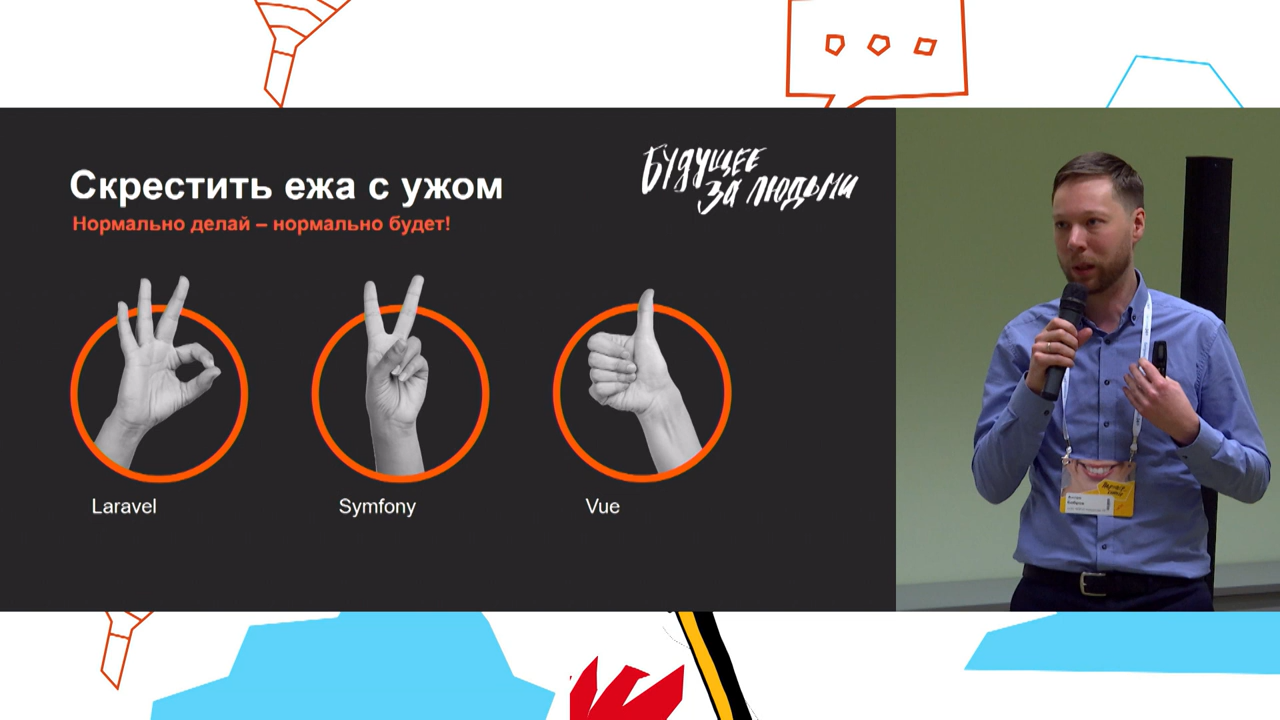 Скрестить ежа с ужом
Нормально делай – нормально будет!
БУДУЩЕЕ
ЗА ЛЮДЬМИ
Laravel
Symfony
Vue